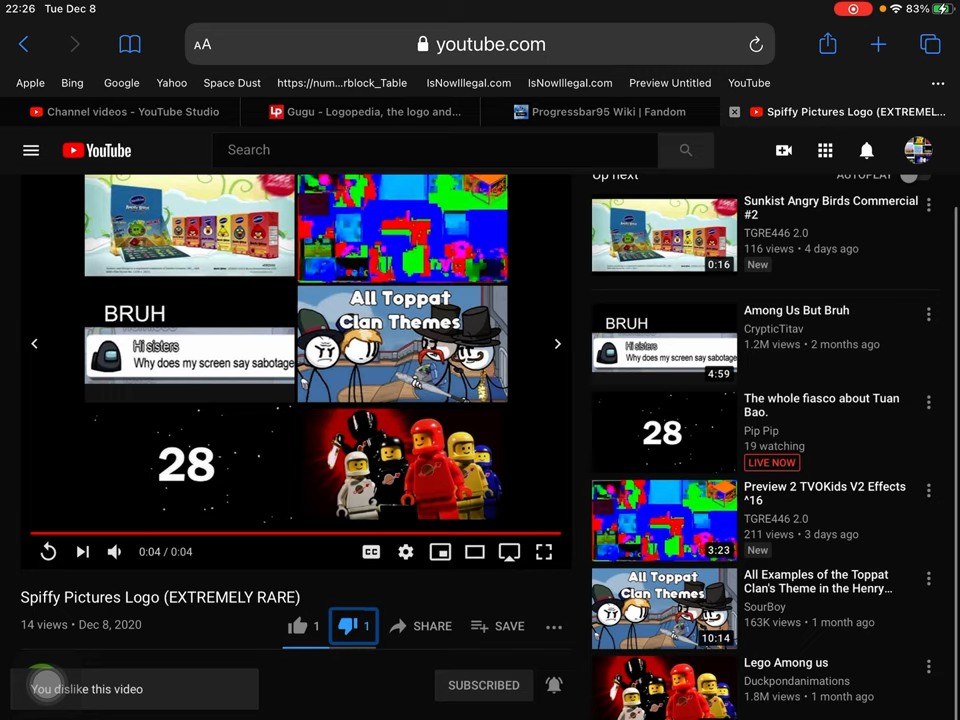 22:26 Tue Dec 8
83%
AA
youtube.com
Apple Bing Google Yahoo Space Dust https://num...rblock_Table IsNowIllegal.com IsNowIllegal.com Preview Untitled YouTube
Channel videos - YouTube Studio
Lp Gugu - Logopedia, the logo and...
Progressbar95 Wiki | Fandom
Spiffy Pictures Logo (EXTREMEL...
YouTube
Search
Up next
AUTOPLAY
BRUH
Hi sisters
Why does my screen say sabotage
All Toppat
Clan Themes
28
0:04 / 0:04
CC
Spiffy Pictures Logo (EXTREMELY RARE)
14 views • Dec 8, 2020
1
1
SHARE
SAVE
You dislike this video
SUBSCRIBED
Sunkist Angry Birds Commercial
#2
TGRE446 2.0
116 views • 4 days ago
New
0:16
BRUH
Hi sisters
Why does my screen say sabotage
4:59
Among Us But Bruh
CrypticTitav
1.2M views • 2 months ago
28
The whole fiasco about Tuan
Bao.
Pip Pip
19 watching
LIVE NOW
Preview 2 TVOKids V2 Effects
^16
TGRE446 2.0
211 views • 3 days ago
New
3:23
All Toppat
Clan Themes
10:14
All Examples of the Toppat
Clan's Theme in the Henry...
SourBoy
163K views • 1 month ago
Lego Among us
Duckpondanimations
1.8M views • 1 month ago